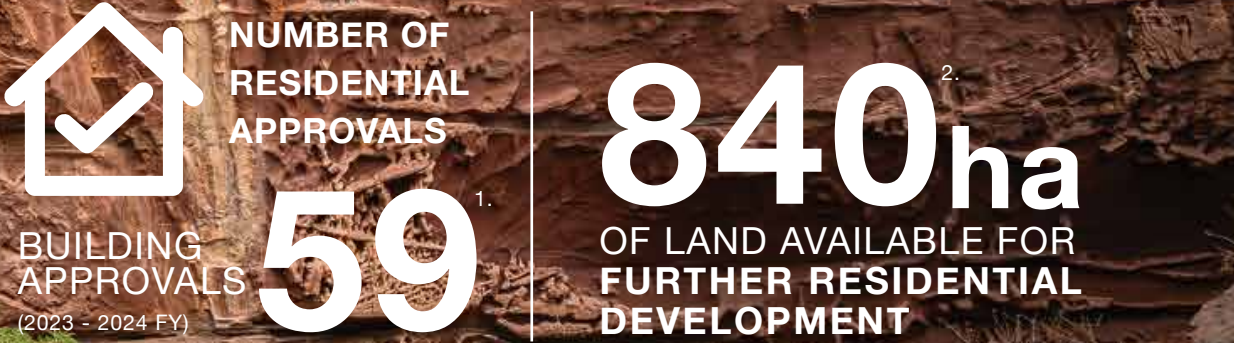 NUMBER OF
RESIDENTIAL
APPROVALS
BUILDING
APPROVALS
(2023 - 2024 FY)
59 1.
840ha 2.
OF LAND AVAILABLE FOR
FURTHER RESIDENTIAL
DEVELOPMENT